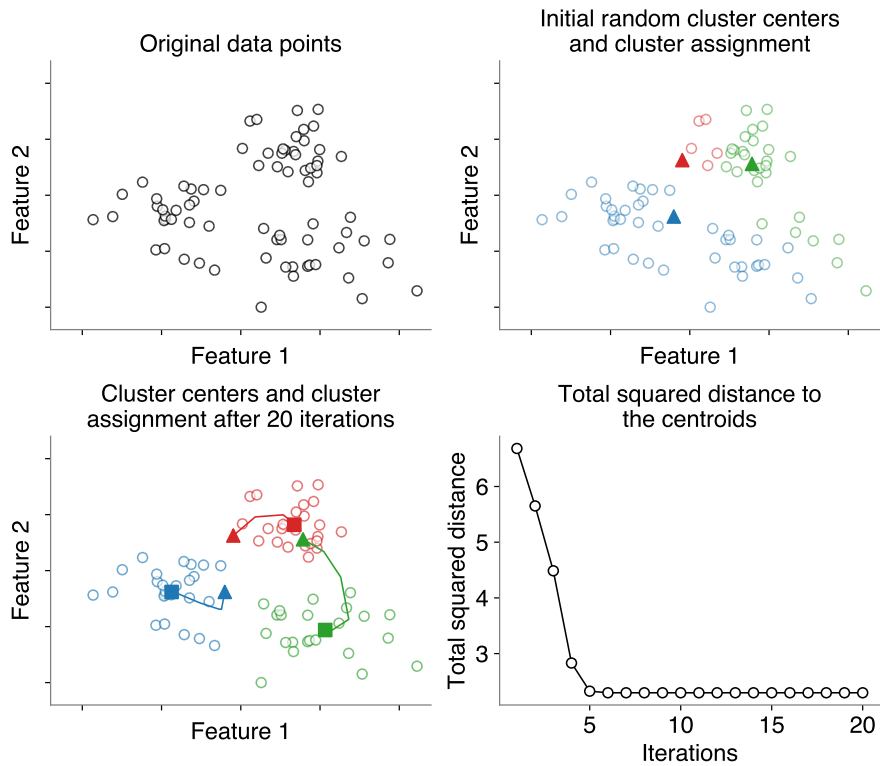 Original data points
Feature 2
Feature 1
Initial random cluster centers
and cluster assignment
Feature 2
Feature 1
Cluster centers and cluster
assignment after 20 iterations
Feature 2
Feature 1
Total squared distance to
the centroids
Total squared distance
6
5
4
3
5 10 15 20
Iterations